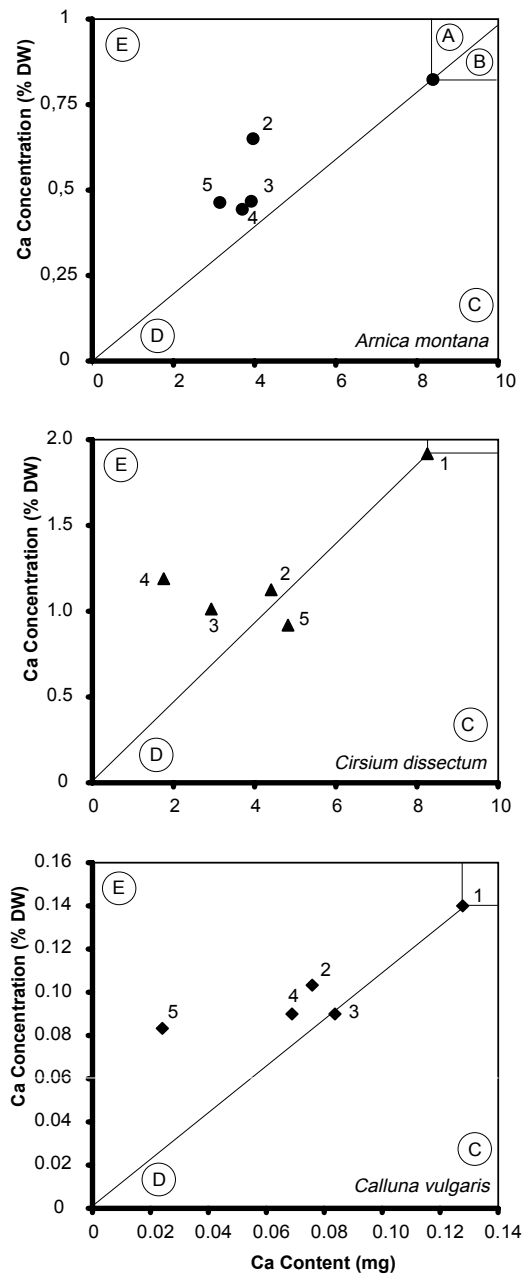 Ca Concentration (% DW)
1
0,75
0,5
0,25
0
E
A
B
2
5
3
4
C
D
Arnica montana
0 2 4 6 8 10
Ca Concentration (% DW)
2.0
1.5
1.0
0.5
0
E
1
4
2
3
5
C
D
Cirsium dissectum
0 2 4 6 8 10
Ca Concentration (% DW)
0.16
0.14
0.12
0.10
0.08
0.06
0.04
0.02
0
E
1
2
4
3
5
C
D
Calluna vulgaris
0.00 0.02 0.04 0.06 0.08 0.10 0.12 0.14
Ca Content (mg)